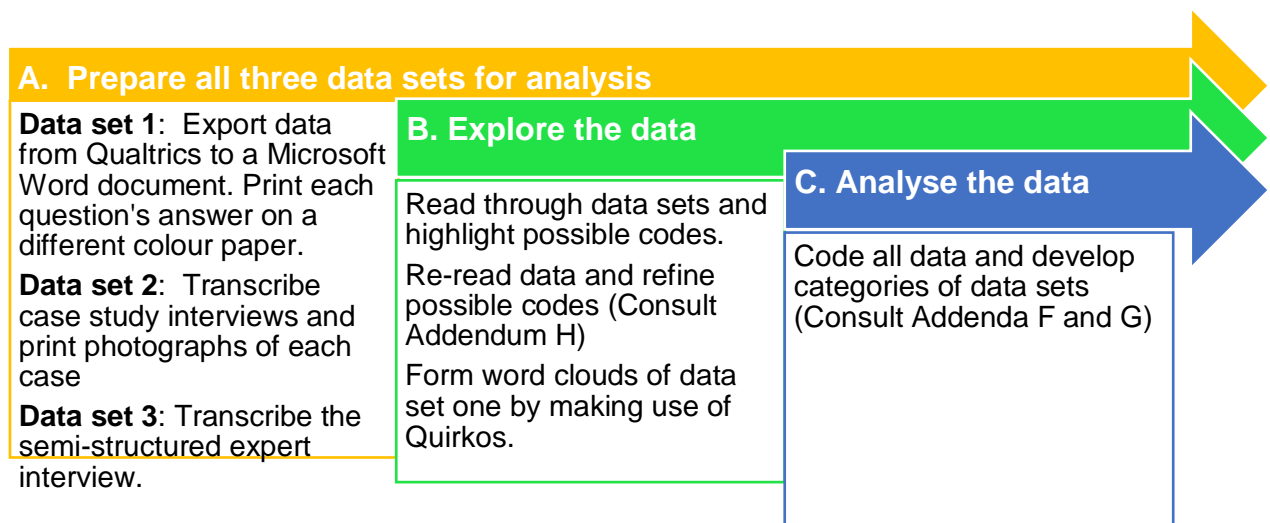 A.  Prepare all three data sets for analysis
Data set 1:  Export data
from Qualtrics to a Microsoft
Word document. Print each
question's answer on a
different colour paper.
Data set 2:  Transcribe
case study interviews and
print photographs of each
case
Data set 3: Transcribe the
semi-structured expert
interview.
B. Explore the data
Read through data sets and
highlight possible codes.
Re-read data and refine
possible codes (Consult
Addendum H)
Form word clouds of data
set one by making use of
Quirkos.
C. Analyse the data
Code all data and develop
categories of data sets
(Consult Addenda F and G)